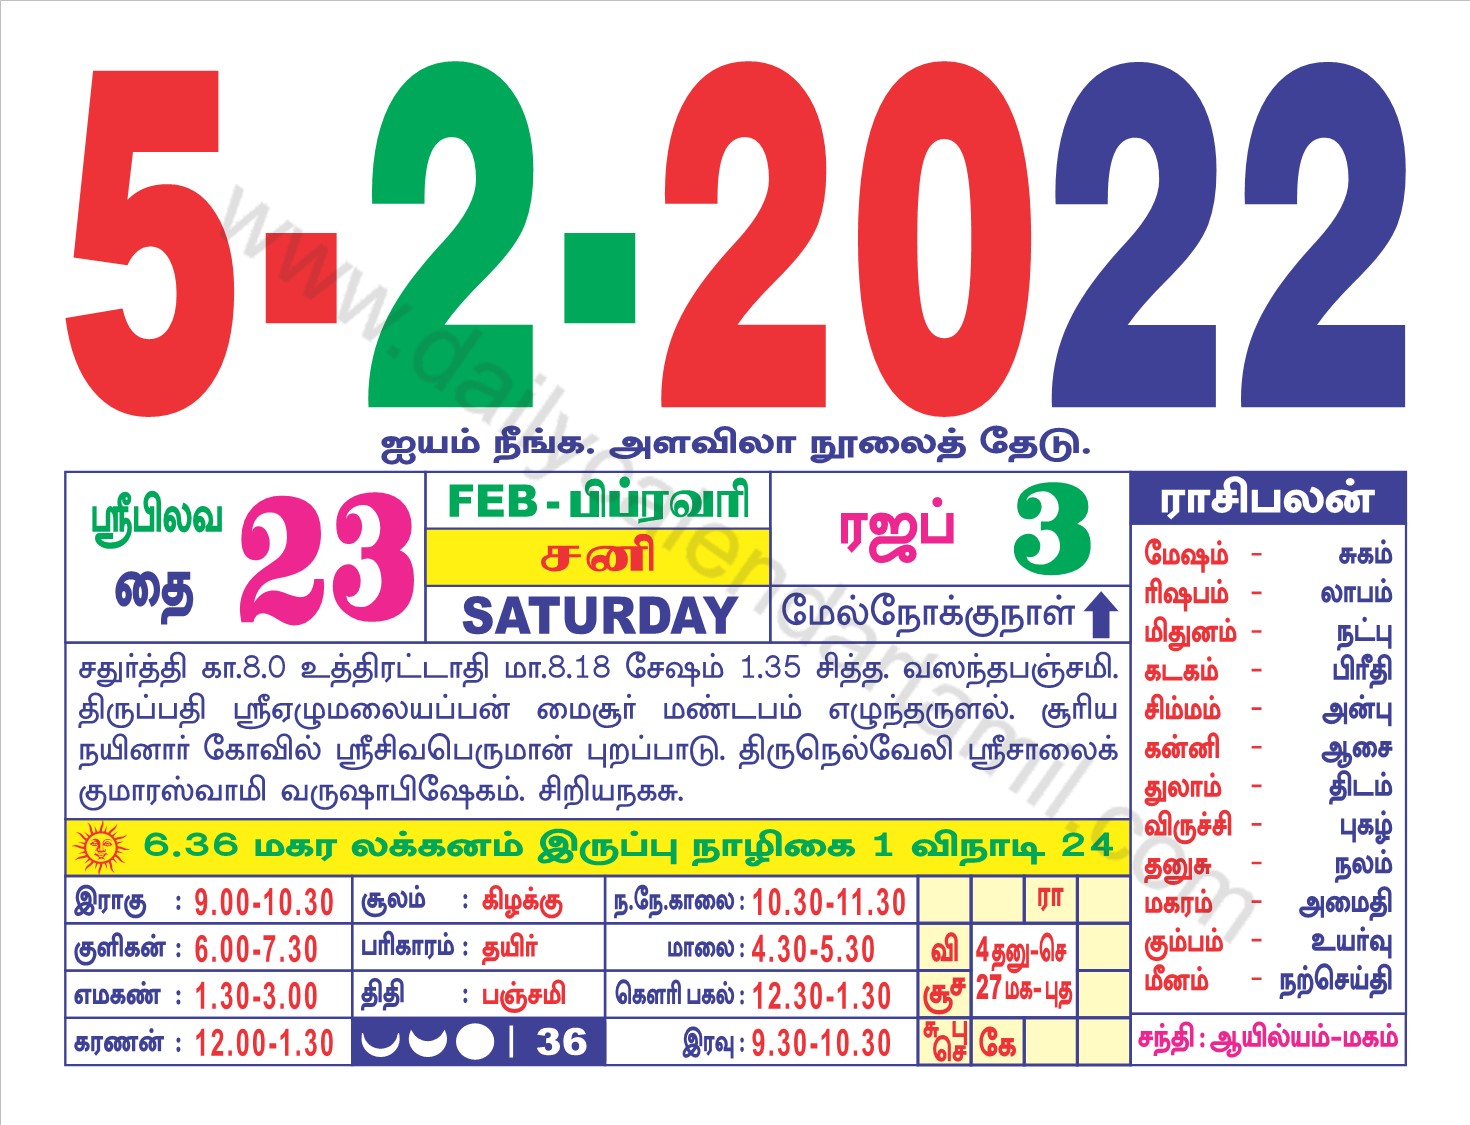 5-2-2022
ஐயம் நீங்க. அளவிலா நூலைத் தேடு.
ஸ்ரீபிலவ
தை
23
FEB - பிப்ரவரி
சனி
SATURDAY
ரஜப் 3
மேல்நோக்குநாள்
சதுர்த்தி கா.8.0 உத்திரட்டாதி மா.8.18 சேஷம் 1.35 சித்த. வஸந்தபஞ்சமி.
திருப்பதி ஸ்ரீஏழுமலையப்பன் மைசூர் மண்டபம் எழுந்தருளல். சூரிய
நயினார் கோவில் ஸ்ரீசிவபெருமான் புறப்பாடு. திருநெல்வேலி ஸ்ரீசாலைக்
குமாரஸ்வாமி வருஷாபிஷேகம். சிறியநகசு.
6.36 மகர லக்கனம் இருப்பு நாழிகை 1 விநாடி 24
இராகு : 9.00-10.30
குளிகன் : 6.00-7.30
எமகண் : 1.30-3.00
கரணன் : 12.00-1.30
சூலம் : கிழக்கு
பரிகாரம் : தயிர்
திதி : பஞ்சமி
| 36
ந.நே.காலை : 10.30-11.30
மாலை : 4.30-5.30
கௌரி பகல் : 12.30-1.30
இரவு : 9.30-10.30
ரா
வி
4தனு-செ
சூச
27மக-புத
சு பு
செ
கே
ராசிபலன்
மேஷம் - சுகம்
ரிஷபம் - லாபம்
மிதுனம் - நட்பு
கடகம் - பிரீதி
சிம்மம் - அன்பு
கன்னி - ஆசை
துலாம் - திடம்
விருச்சி - புகழ்
தனுசு - நலம்
மகரம் - அமைதி
கும்பம் - உயர்வு
மீனம் - நற்செய்தி
சந்தி : ஆயில்யம்-மகம்
www.dailycalendartamil.com